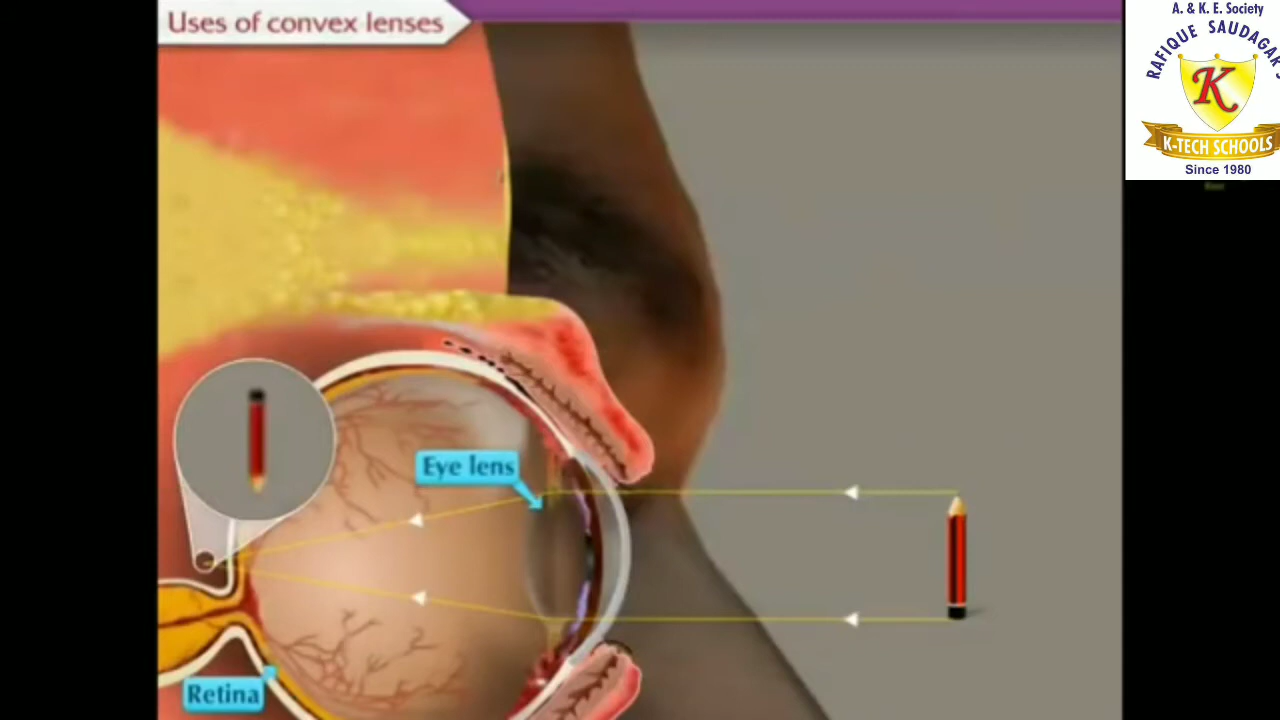 Uses of convex lenses
A. & K. E. Society
RAFIQUE SAUDAGAR'S
K
K-TECH SCHOOLS
Since 1980
Eye lens
Retina